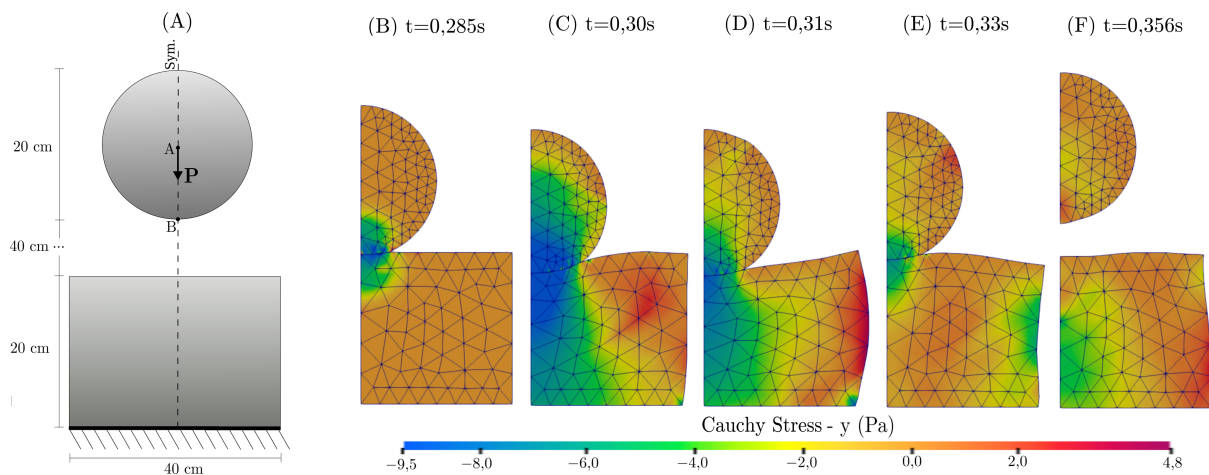 (A)
Sym.
20 cm
A
P
B
40 cm ...
20 cm
40 cm
(B) t=0,285s
(C) t=0,30s
(D) t=0,31s
(E) t=0,33s
(F) t=0,356s
Cauchy Stress - y (Pa)
-9,5 -8,0 -6,0 -4,0 -2,0 0,0 2,0 4,8